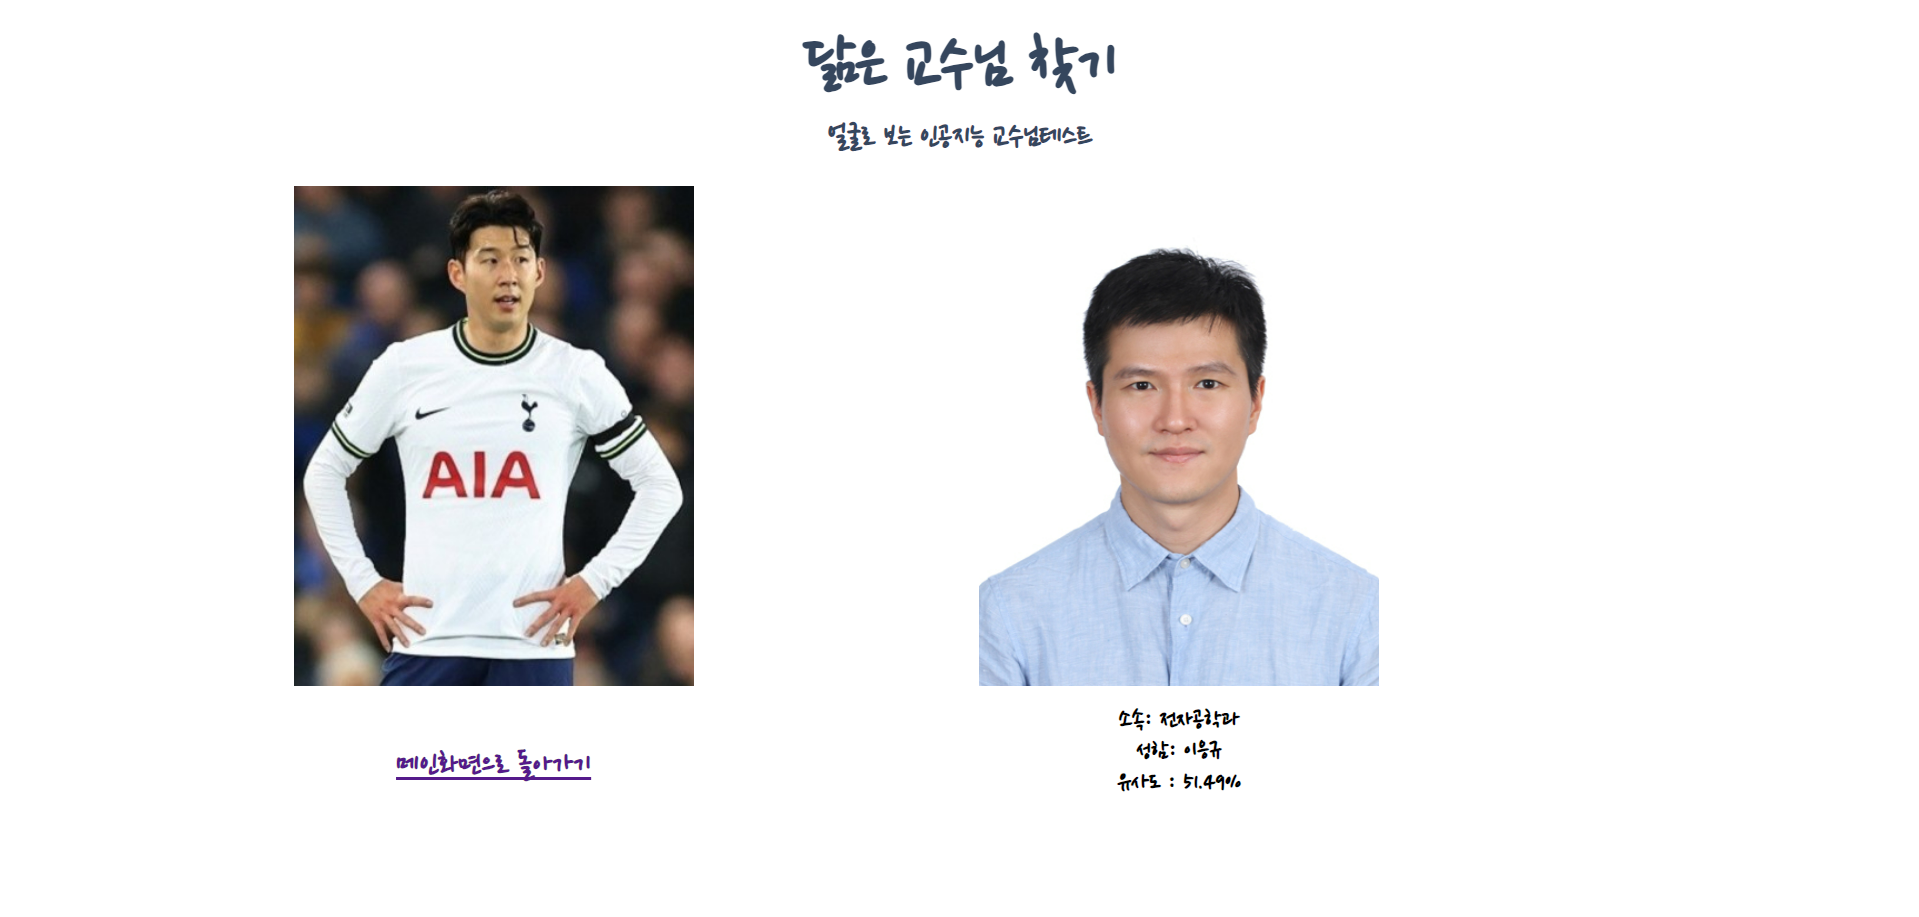 닮은 교수님 찾기
얼굴로 보는 인공지능 교수님테스트
AIA
소속: 전자공학과
성함: 이응규
유사도 : 51.49%
메인화면으로 돌아가기